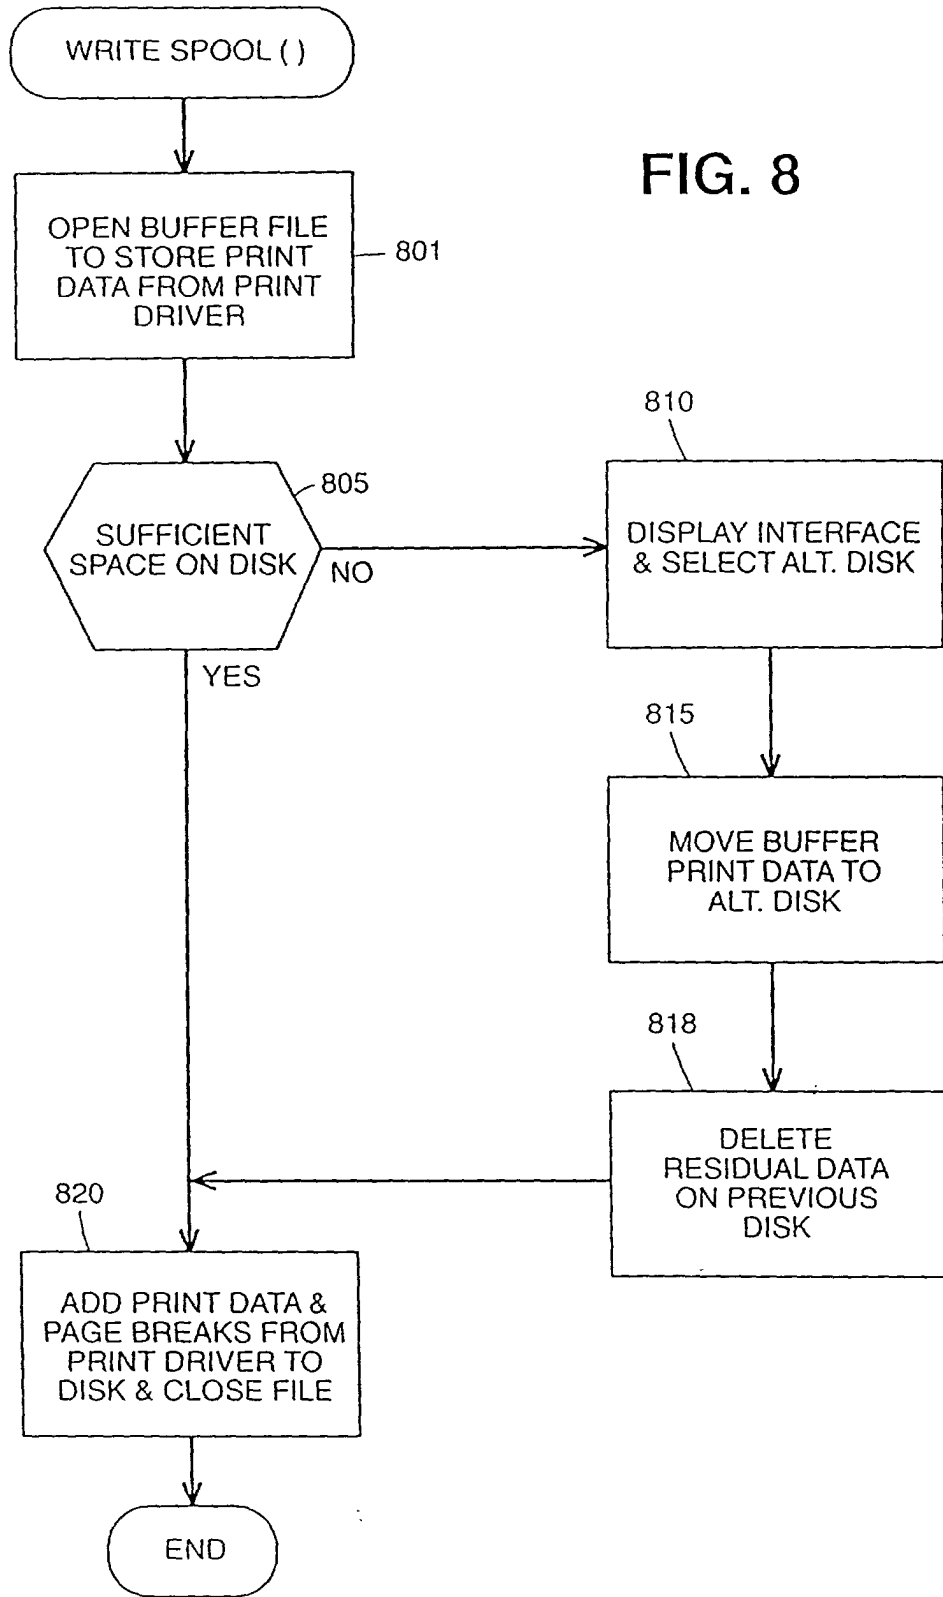 WRITE SPOOL ( )
FIG. 8
OPEN BUFFER FILE
TO STORE PRINT
DATA FROM PRINT
DRIVER
801
805
SUFFICIENT
SPACE ON DISK
NO
YES
810
DISPLAY INTERFACE
& SELECT ALT. DISK
815
MOVE BUFFER
PRINT DATA TO
ALT. DISK
818
DELETE
RESIDUAL DATA
ON PREVIOUS
DISK
820
ADD PRINT DATA &
PAGE BREAKS FROM
PRINT DRIVER TO
DISK & CLOSE FILE
END